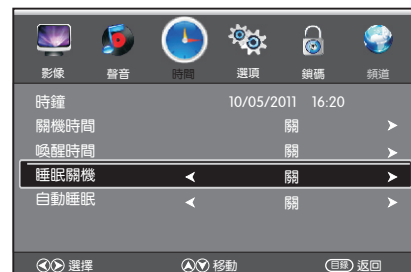 影像 聲音 時間 選項 鎖碼 頻道
時鐘 10/05/2011 16:20
關機時間 關
喚醒時間 關
睡眠關機 關
自動睡眠 關
選擇 移動 目錄 返回